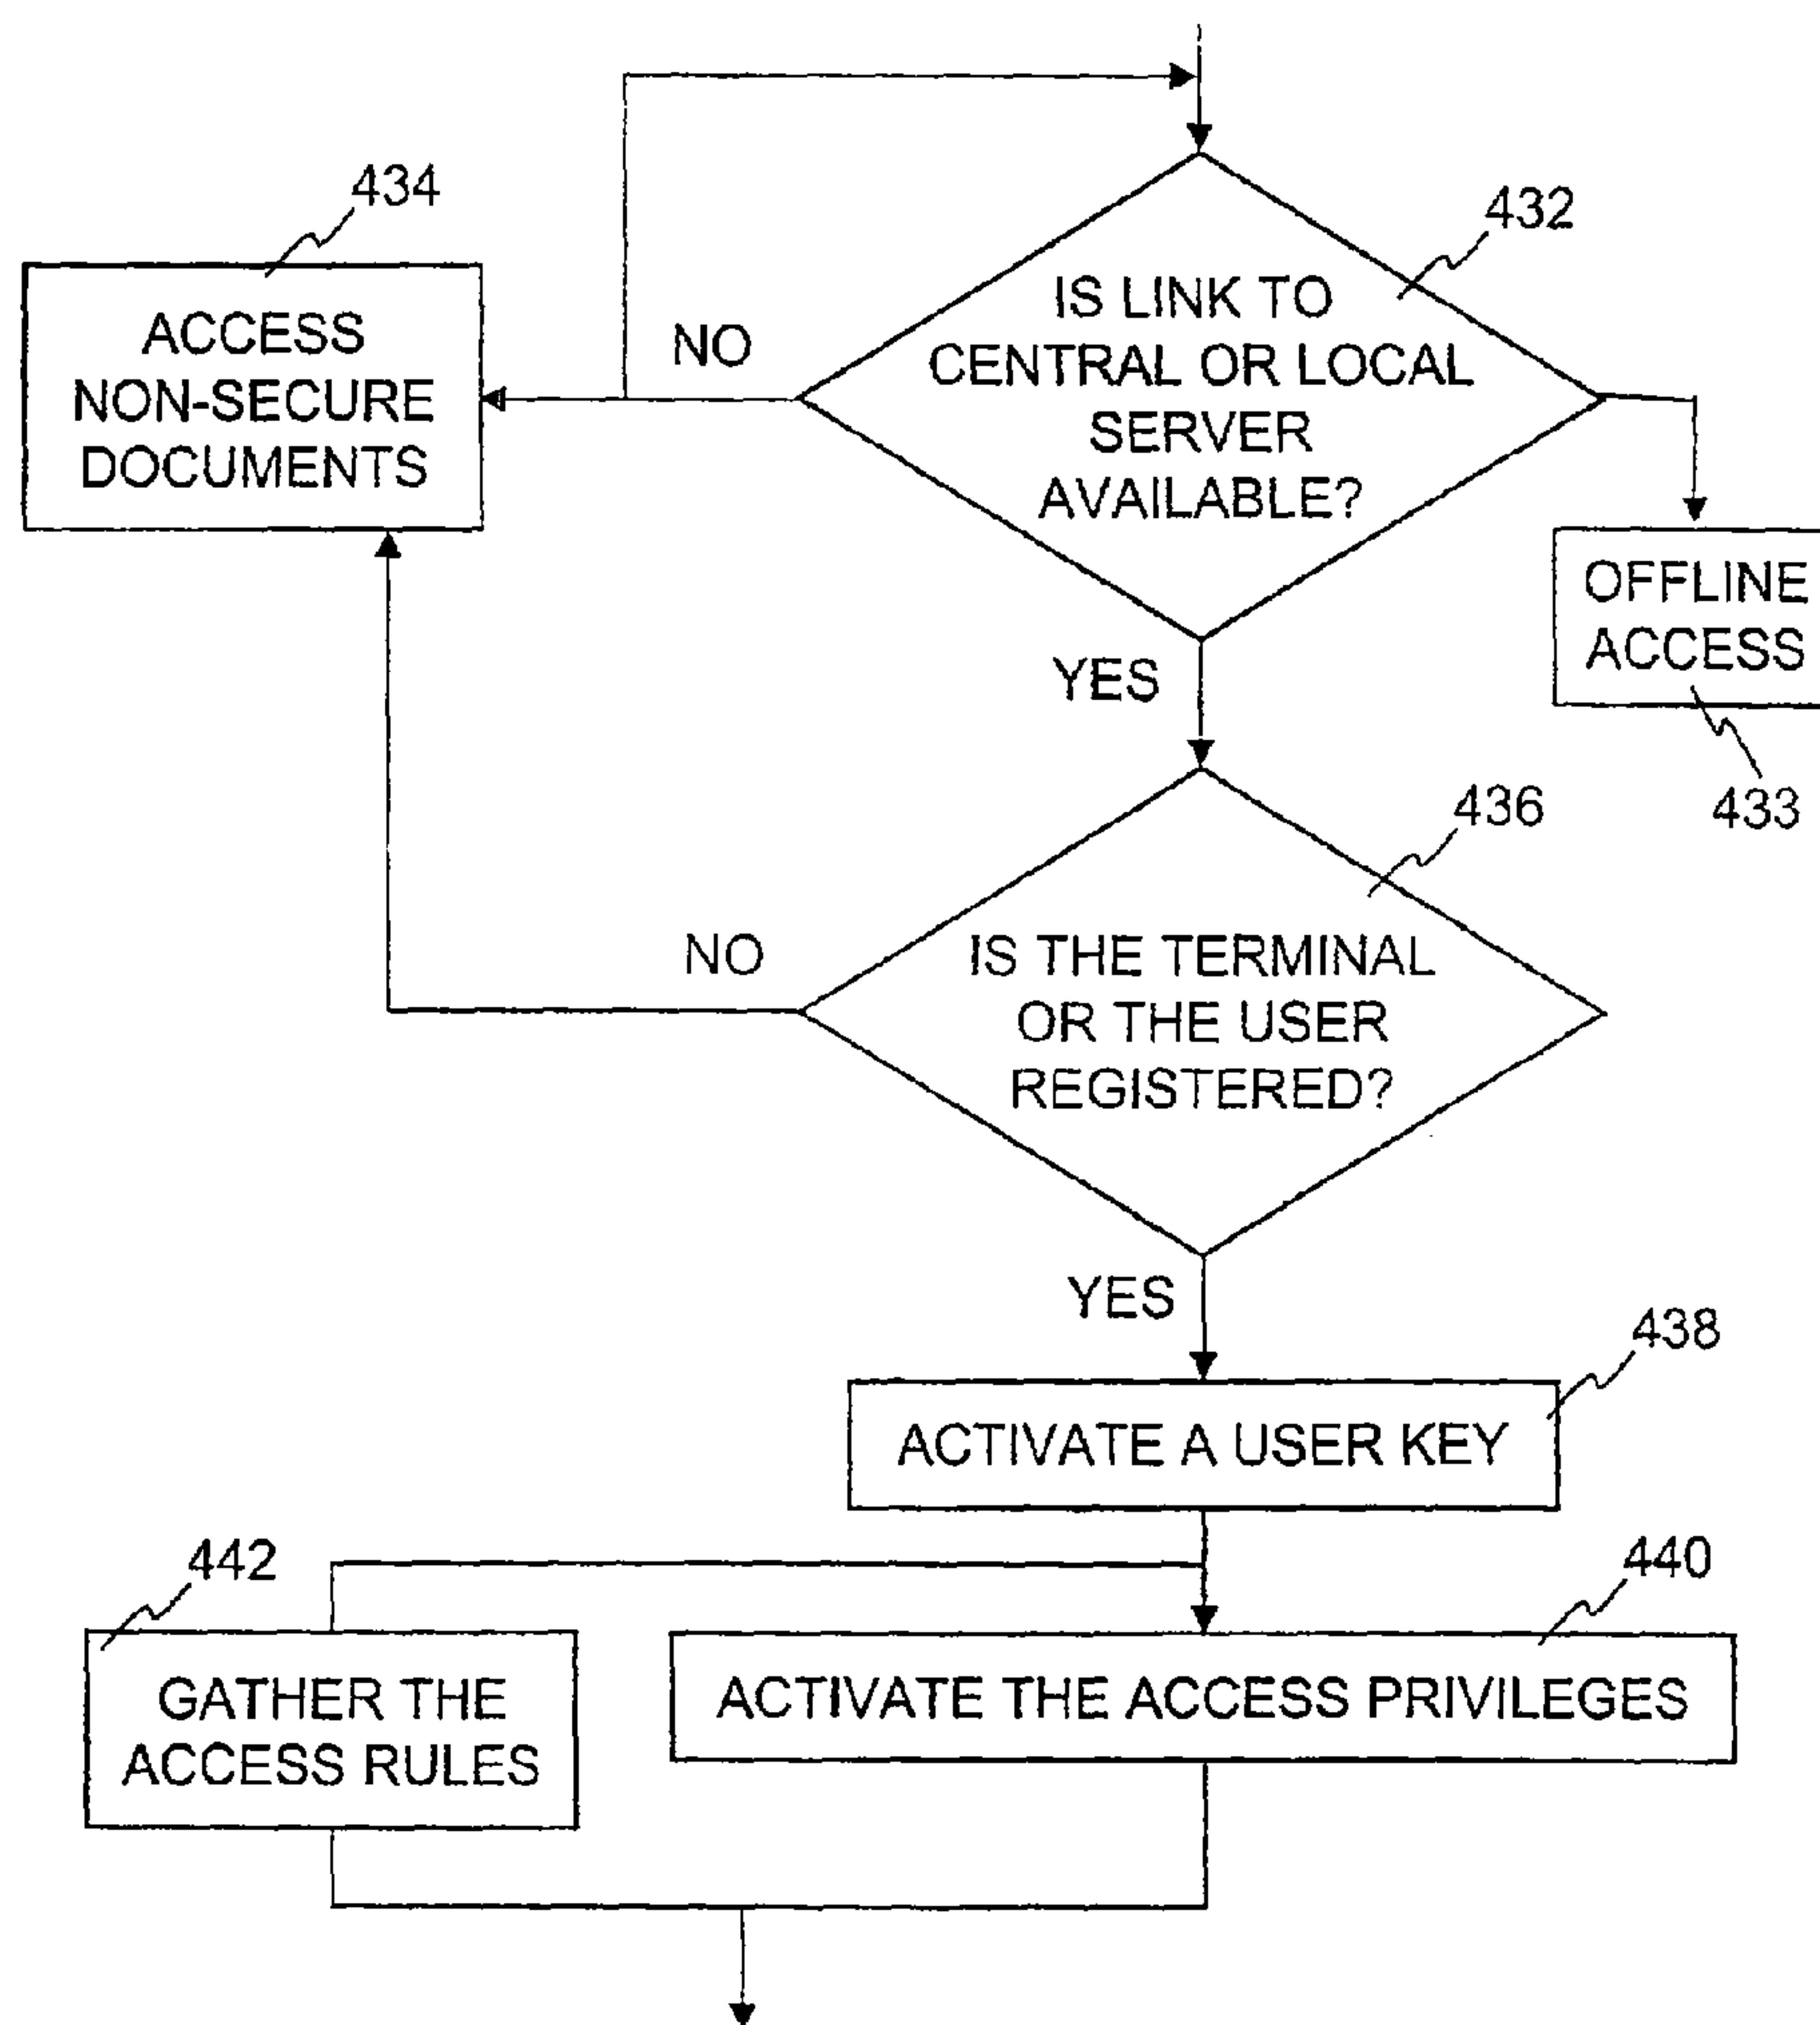 434
432
ACCESS
NON-SECURE
DOCUMENTS
NO
IS LINK TO
CENTRAL OR LOCAL
SERVER
AVAILABLE?
OFFLINE
ACCESS
433
YES
436
NO
IS THE TERMINAL
OR THE USER
REGISTERED?
YES
438
ACTIVATE A USER KEY
442
440
GATHER THE
ACCESS RULES
ACTIVATE THE ACCESS PRIVILEGES